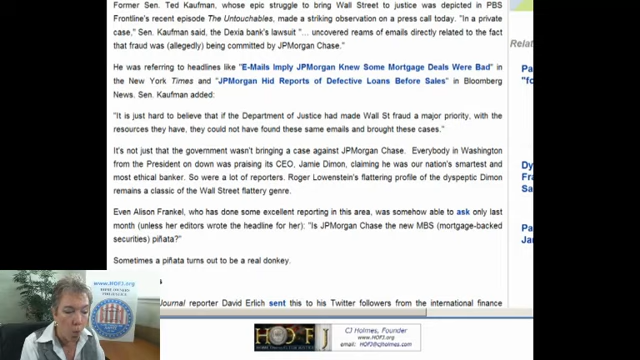 Former Sen. Ted Kaufman, whose epic struggle to bring Wall Street to justice was depicted in PBS
Frontline's recent episode The Untouchables, made a striking observation on a press call today. "In a private
case," Sen. Kaufman said, the Dexia bank's lawsuit "... uncovered reams of emails directly related to the fact
that fraud was (allegedly) being committed by JPMorgan Chase."
He was referring to headlines like "E-Mails Imply JPMorgan Knew Some Mortgage Deals Were Bad" in
the New York Times and "JPMorgan Hid Reports of Defective Loans Before Sales" in Bloomberg
News. Sen. Kaufman added:
"It is just hard to believe that if the Department of Justice had made Wall St fraud a major priority, with the
resources they have, they could not have found these same emails and brought these cases."
It's not just that the government wasn't bringing a case against JPMorgan Chase. Everybody in Washington
from the President on down was praising its CEO, Jamie Dimon, claiming he was our nation's smartest and
most ethical banker. So were a lot of reporters. Roger Lowenstein's flattering profile of the dyspeptic Dimon
remains a classic of the Wall Street flattery genre.
Even Alison Frankel, who has done some excellent reporting in this area, was somehow able to ask only last
month (unless her editors wrote the headline for her): "Is JPMorgan Chase the new MBS (mortgage-backed
securities) piñata?"
Sometimes a piñata turns out to be a real donkey.
Journal reporter David Erlich sent this to his Twitter followers from the international finance
Relat
Pa
"fo
Dy
Fra
Sa
Pa
Jar
www.HOF3.org
HOF
J
CJ Holmes, Founder
www.HOF3.org
email: HOF3@cjholmes.com